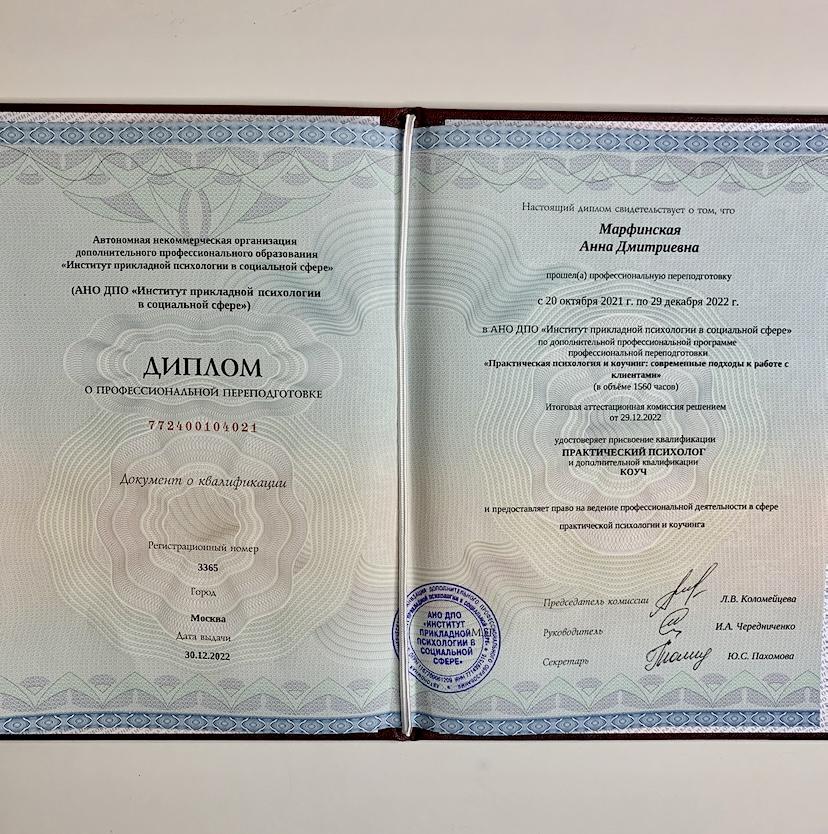 Автономная некоммерческая организация
дополнительного профессионального образования
«Институт прикладной психологии в социальной сфере»
(АНО ДПО «Институт прикладной психологии
в социальной сфере»)
ДИПЛОМ
О ПРОФЕССИОНАЛЬНОЙ ПЕРЕПОДГОТОВКЕ
772400104021
Документ о квалификации
Регистрационный номер
3365
Город
Москва
Дата выдачи
30.12.2022
Настоящий диплом свидетельствует о том, что
Марфинская
Анна Дмитриевна
прошел(а) профессиональную переподготовку
с 20 октября 2021 г. по 29 декабря 2022 г.
в АНО ДПО «Институт прикладной психологии в социальной сфере»
по дополнительной профессиональной программе
профессиональной переподготовки
«Практическая психология и коучинг: современные подходы к работе с
клиентами»
(в объёме 1560 часов)
Итоговая аттестационная комиссия решением
от 29.12.2022
удостоверяет присвоение квалификации
ПРАКТИЧЕСКИЙ ПСИХОЛОГ
и дополнительной квалификации
КОУЧ
и предоставляет право на ведение профессиональной деятельности в сфере
практической психологии и коучинга
Председатель комиссии Л.В. Коломейцева
Руководитель И.А. Чередниченко
Секретарь Ю.С. Пахомова
АНО ДПО
«ИНСТИТУТ
ПРИКЛАДНОЙ
ПСИХОЛОГИИ В
СОЦИАЛЬНОЙ
СФЕРЕ»